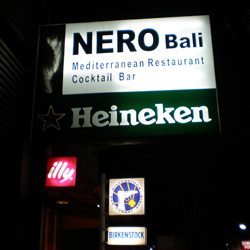 NERO Bali
Mediterranean Restaurant
Cocktail Bar
Heineken
illy
BIRKENSTOCK